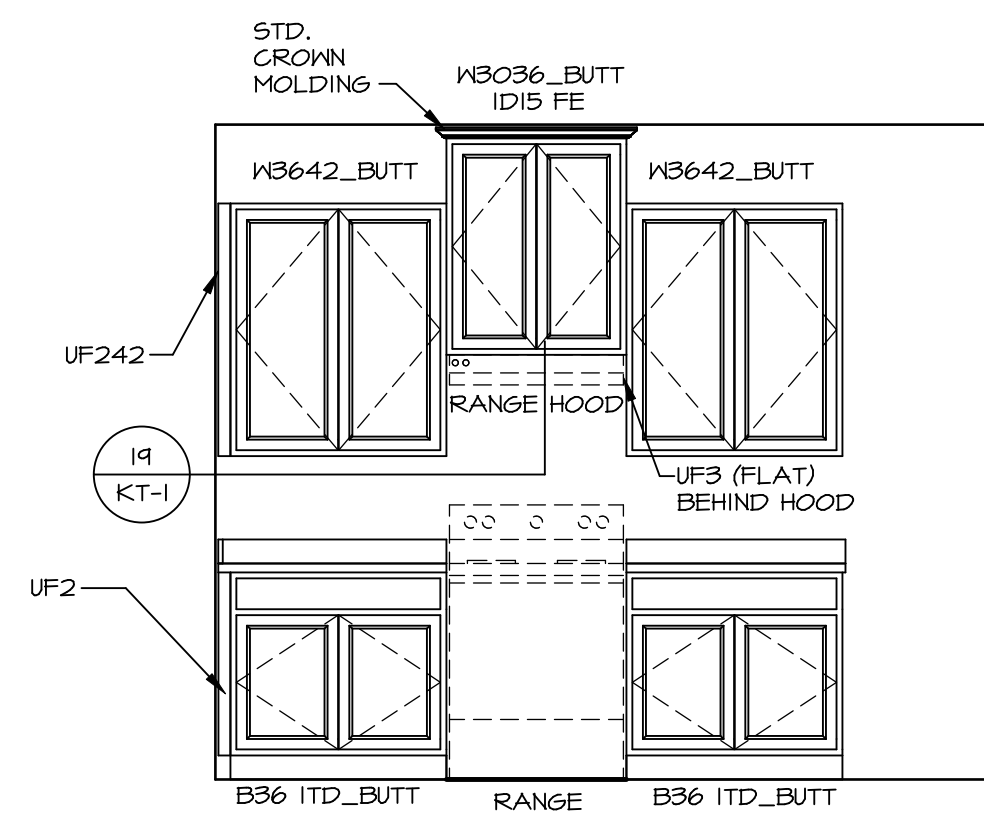 STD.
CROWN
MOLDING
W3036_BUTT
1D15 FE
W3642_BUTT
W3642_BUTT
UF242
RANGE HOOD
19
KT-1
UF3 (FLAT)
BEHIND HOOD
UF2
B36 1TD_BUTT
RANGE
B36 1TD_BUTT